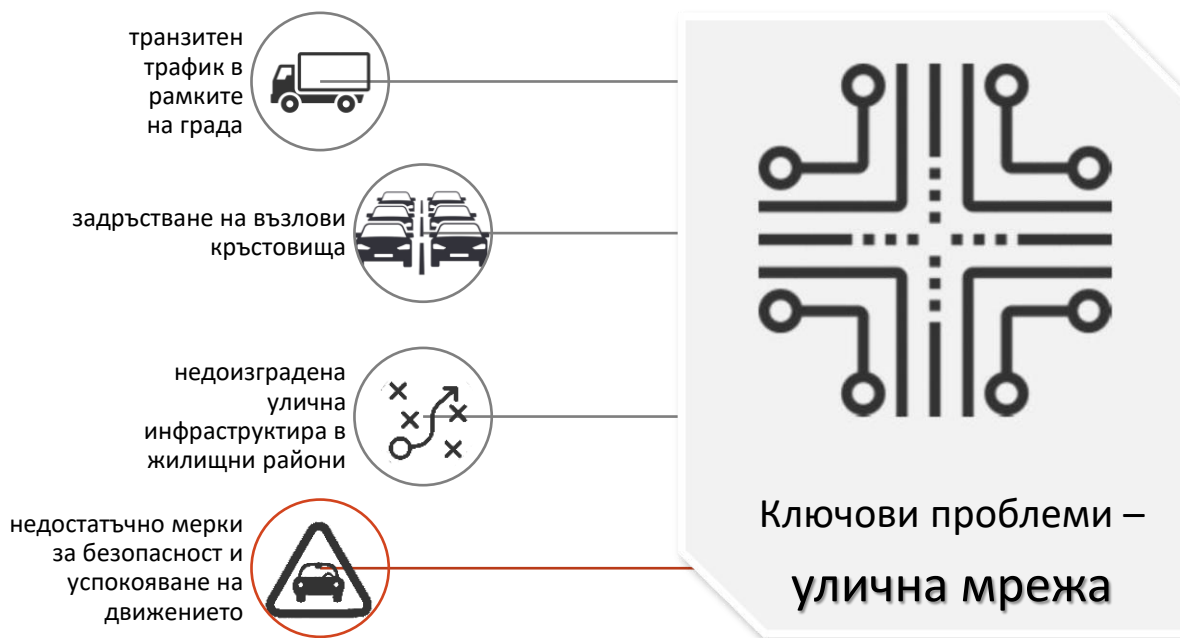 транзитен
трафик в
рамките
на града
задръстване на възлови
кръстовища
недоизградена
улична
инфраструктира в
жилищни райони
недостатъчно мерки
за безопасност и
успокояване на
движението
Ключови проблеми –
улична мрежа